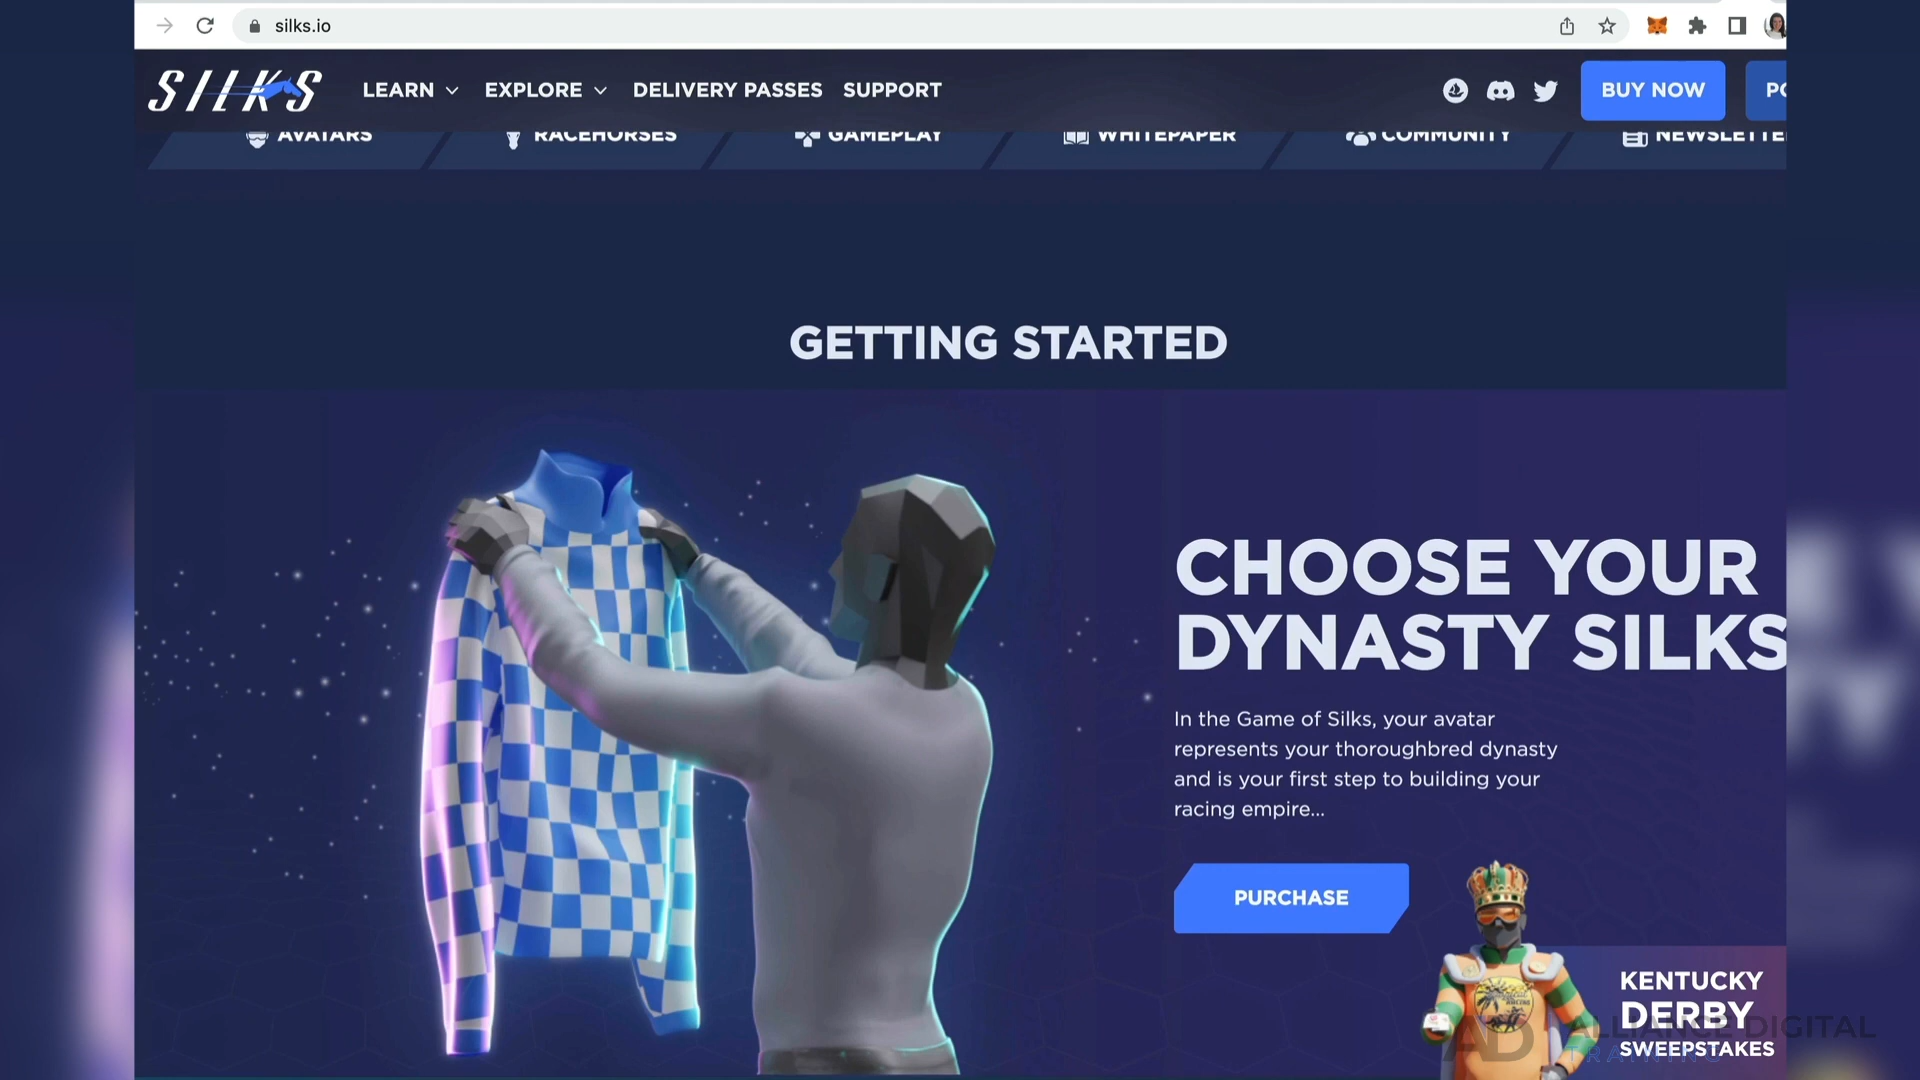 silks.io
SILKS
LEARN
EXPLORE
DELIVERY PASSES
SUPPORT
BUY NOW
AVATARS
RACEHORSES
GAMEPLAY
WHITEPAPER
COMMUNITY
GETTING STARTED
CHOOSE YOUR
DYNASTY SILKS
In the Game of Silks, your avatar
represents your thoroughbred dynasty
and is your first step to building your
racing empire...
PURCHASE
KENTUCKY
DERBY
SWEEPSTAKES
ALLIANCE DIGITAL